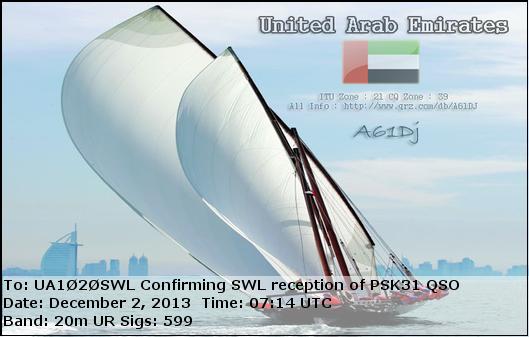 United Arab Emirates
ITU Zone : 21 CQ Zone : 39
All Info : http://www.qrz.com/db/A61DJ
A61Dj
To: UA1Ø2ØSWL Confirming SWL reception of PSK31 QSO
Date: December 2, 2013 Time: 07:14 UTC
Band: 20m UR Sigs: 599